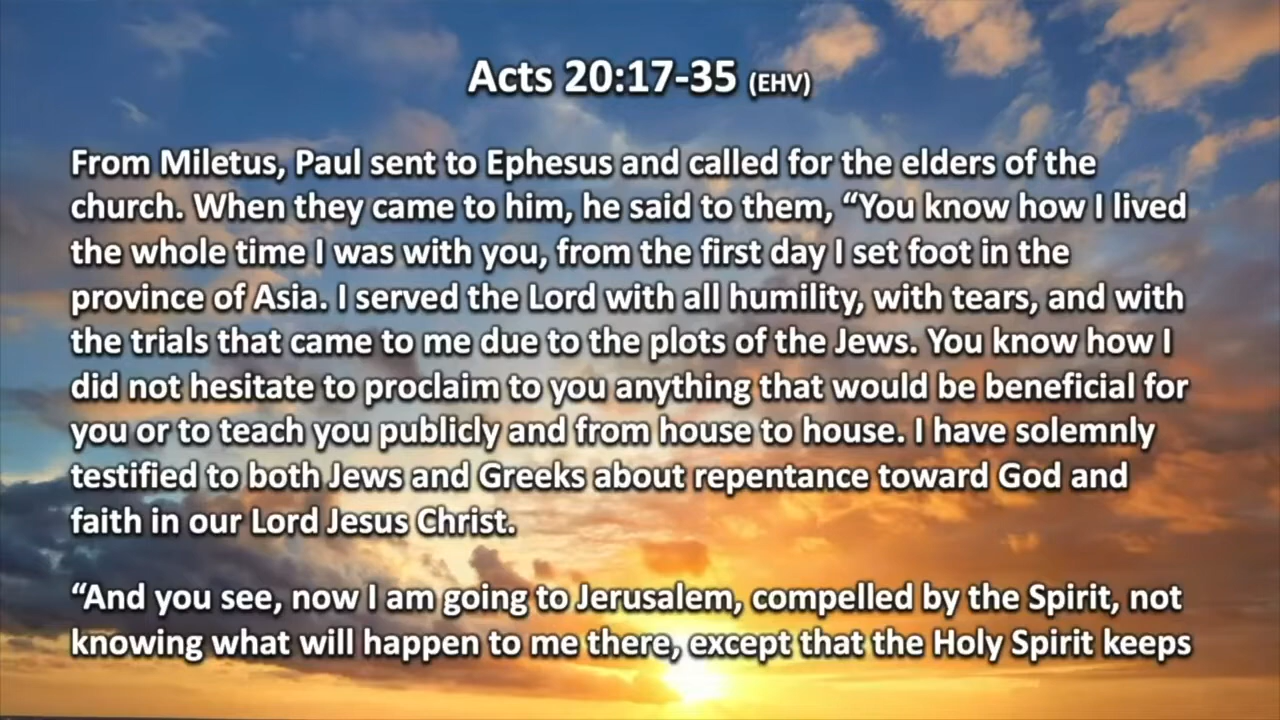 Acts 20:17-35 (EHV)
From Miletus, Paul sent to Ephesus and called for the elders of the
church. When they came to him, he said to them, “You know how I lived
the whole time I was with you, from the first day I set foot in the
province of Asia. I served the Lord with all humility, with tears, and with
the trials that came to me due to the plots of the Jews. You know how I
did not hesitate to proclaim to you anything that would be beneficial for
you or to teach you publicly and from house to house. I have solemnly
testified to both Jews and Greeks about repentance toward God and
faith in our Lord Jesus Christ.
“And you see, now I am going to Jerusalem, compelled by the Spirit, not
knowing what will happen to me there, except that the Holy Spirit keeps